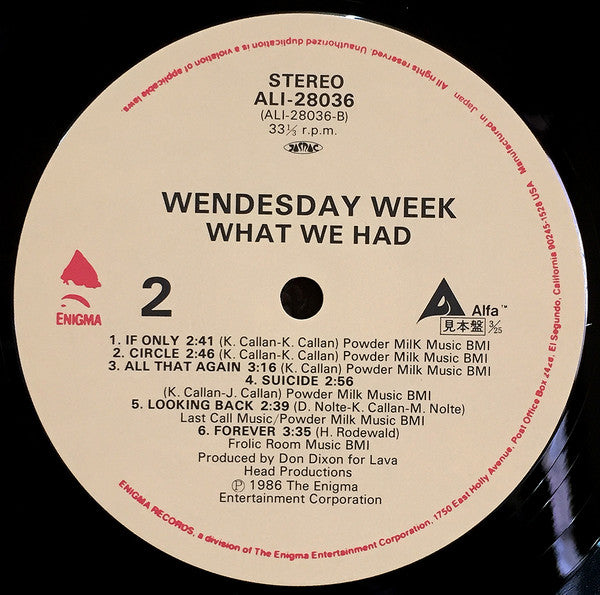 STEREO
ALI-28036
(ALI-28036-B)
33⅓ r.p.m.
JASRAC
WENDESDAY WEEK
WHAT WE HAD
2
ENIGMA
Alfa™
見本盤 3/25
1. IF ONLY 2:41 (K. Callan-K. Callan) Powder MilK Music BMI
2. CIRCLE 2:46 (K. Callan-K. Callan) Powder Milk Music BMI
3. ALL THAT AGAIN 3:16 (K. Callan-K. Callan) Powder Milk Music BMI
4. SUICIDE 2:56
(K. Callan-J. Callan) Powder Milk Music BMI
5. LOOKING BACK 2:39 (D. Nolte-K. Callan-M. Nolte)
Last Call Music/Powder Milk Music BMI
6. FOREVER 3:35 (H. Rodewald)
Frolic Room Music BMI
Produced by Don Dixon for Lava
Head Productions
℗ 1986 The Enigma
Entertainment Corporation
ENIGMA RECORDS, a division of The Enigma Entertainment Corporation, 1750 East Holly Avenue, Post Office Box 2428, El Segundo, California 90245-1528 USA Manufactured in Japan. All rights reserved. Unauthorized duplication is a violation of applicable laws.